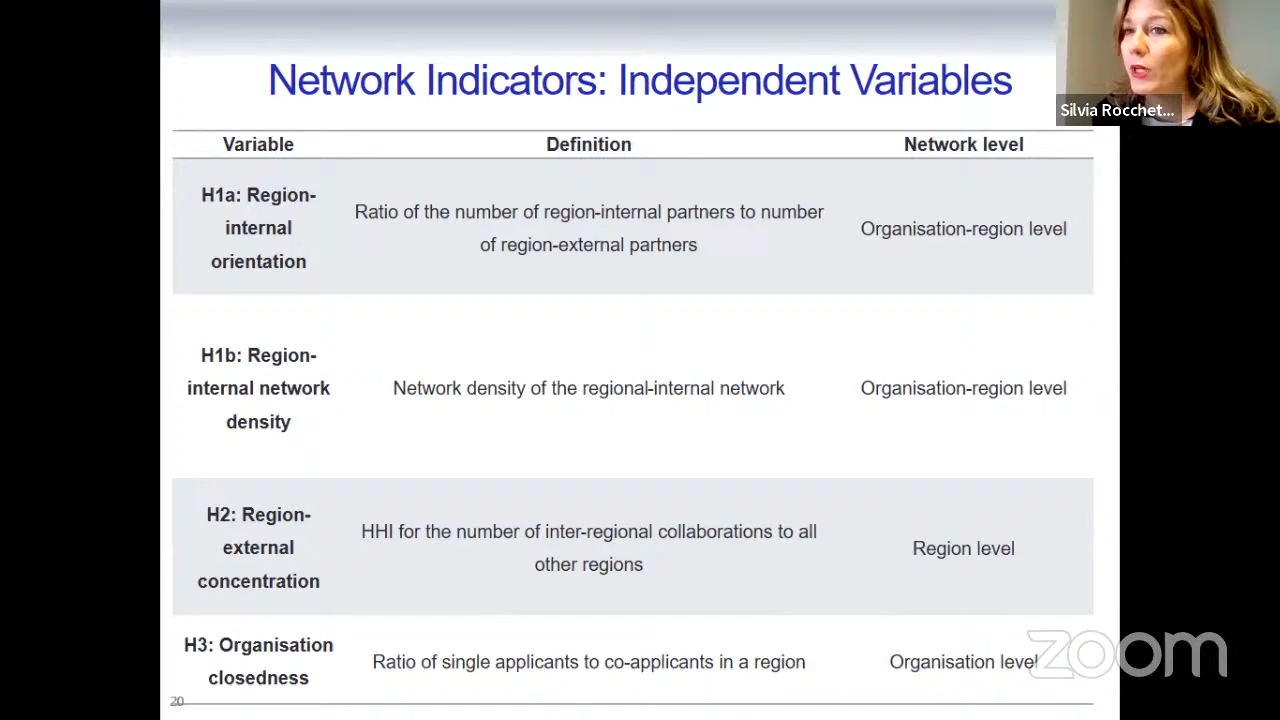 Network Indicators: Independent Variables
Silvia Rocchet...
Variable Definition Network level
H1a: Region-
internal
orientation
Ratio of the number of region-internal partners to number
of region-external partners
Organisation-region level
H1b: Region-
internal network
density
Network density of the regional-internal network
Organisation-region level
H2: Region-
external
concentration
HHI for the number of inter-regional collaborations to all
other regions
Region level
H3: Organisation
closedness
Ratio of single applicants to co-applicants in a region
Organisation level
20
zoom